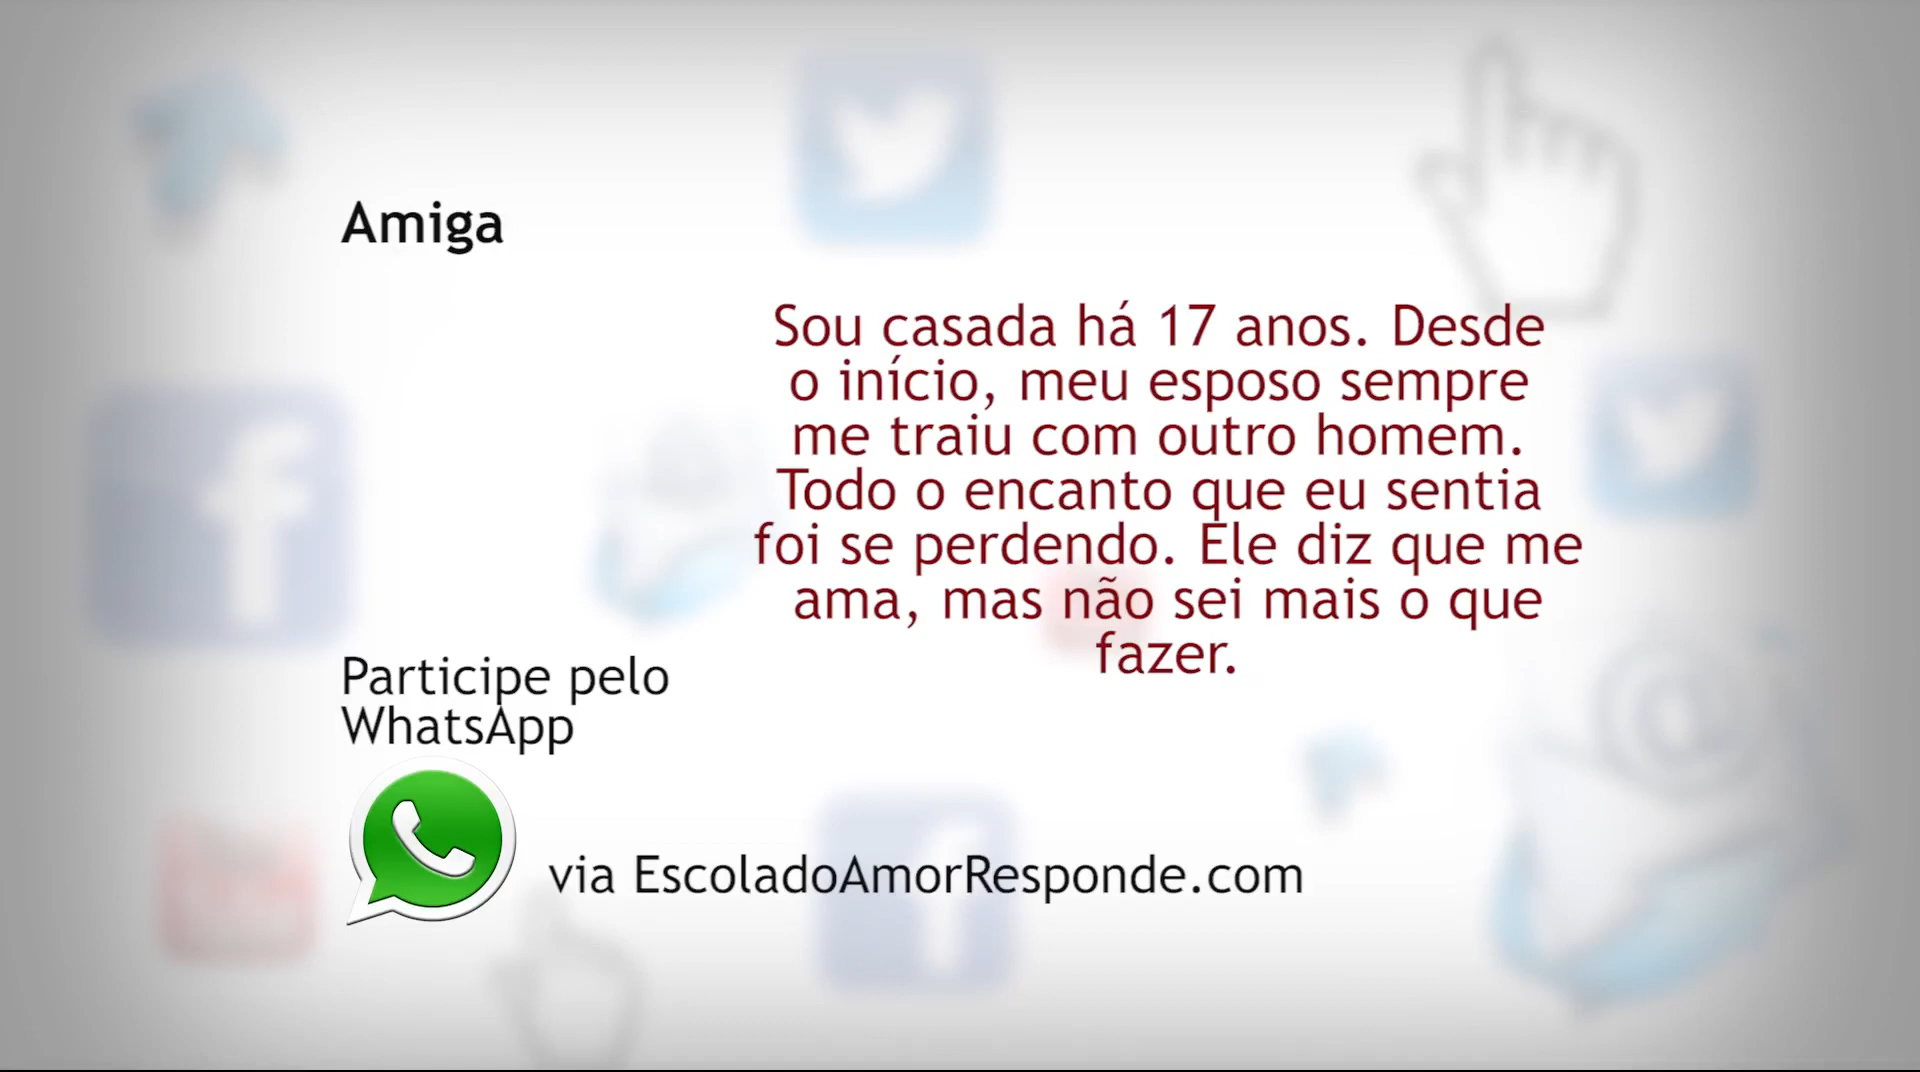 Amiga
Sou casada há 17 anos. Desde
o início, meu esposo sempre
me traiu com outro homem.
Todo o encanto que eu sentia
foi se perdendo. Ele diz que me
ama, mas não sei mais o que
fazer.
Participe pelo
WhatsApp
via EscoladoAmorResponde.com